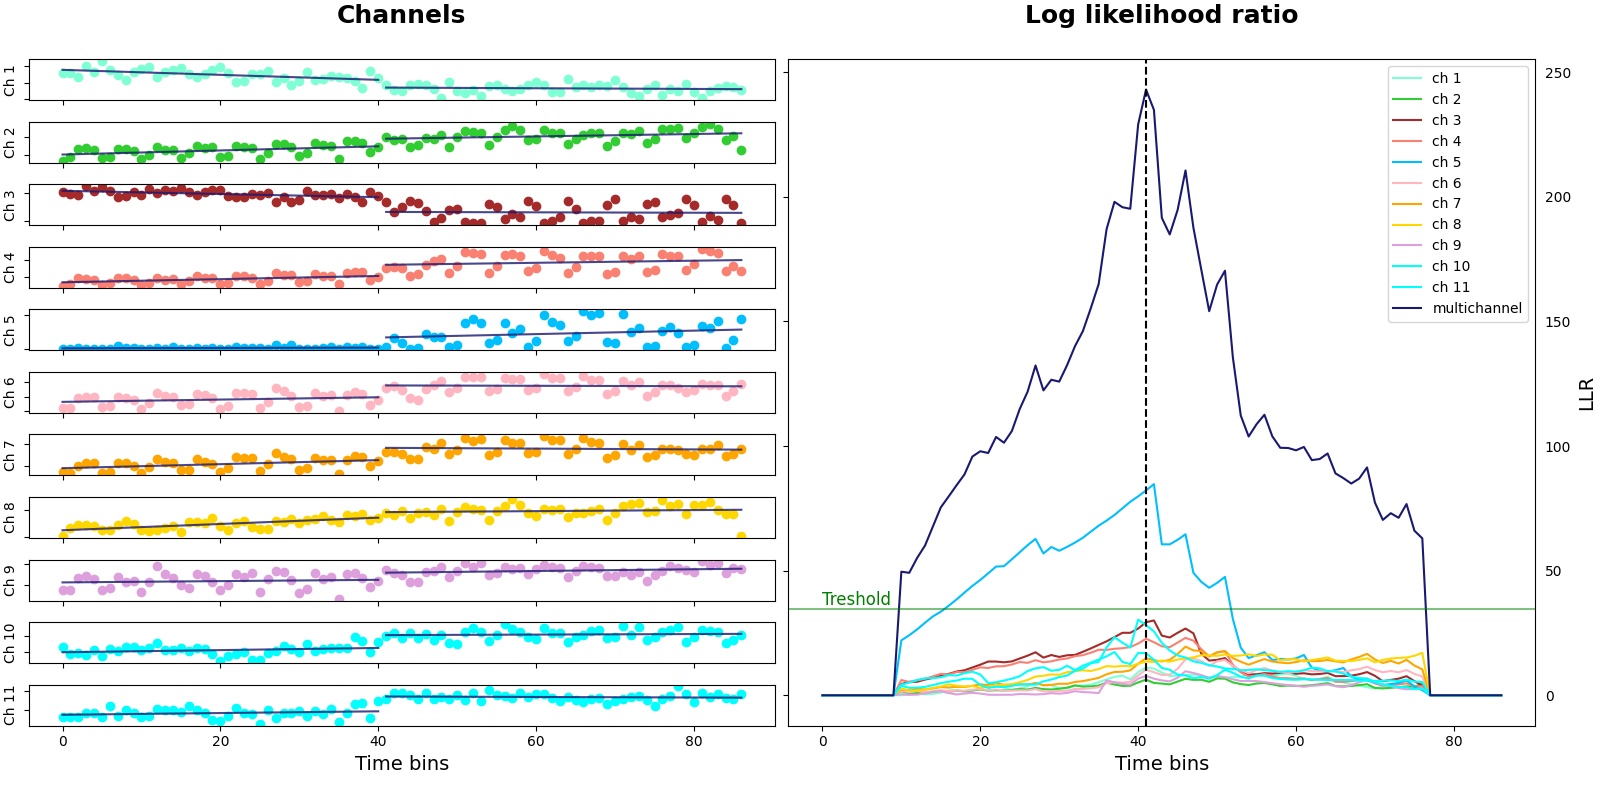 Channels
Ch 1
Ch 2
Ch 3
Ch 4
Ch 5
Ch 6
Ch 7
Ch 8
Ch 9
Ch 10
Ch 11
0 20 40 60 80
Time bins
Log likelihood ratio
ch 1
ch 2
ch 3
ch 4
ch 5
ch 6
ch 7
ch 8
ch 9
ch 10
ch 11
multichannel
Treshold
250
200
150
100
50
0
LLR
0 20 40 60 80
Time bins